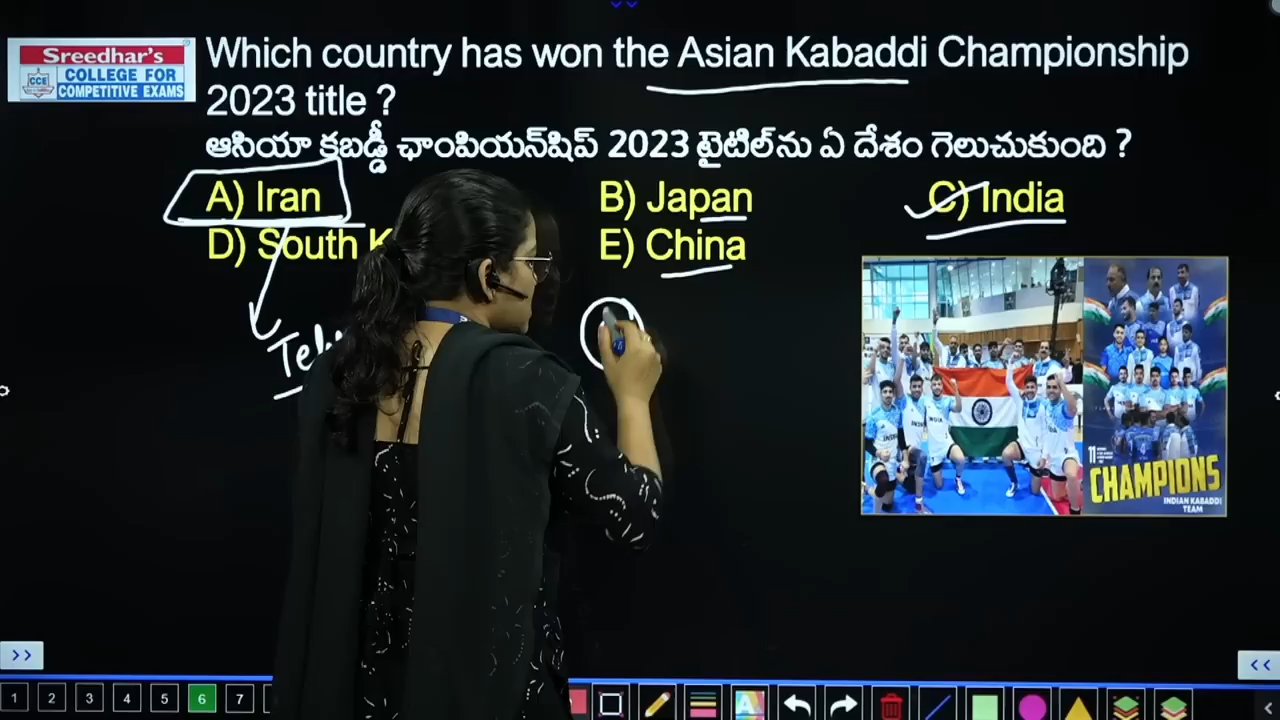 Sreedhar's
CCE
COLLEGE FOR
COMPETITIVE EXAMS
Which country has won the Asian Kabaddi Championship
2023 title ?
ఆసియా కబడ్డీ ఛాంపియన్‌షిప్ 2023 టైటిల్‌ను ఏ దేశం గెలుచుకుంది ?
A) Iran
B) Japan
C) India
D) South
E) China
INDIA
CHAMPIONS
INDIAN KABADDI
TEAM
>>
<<
1 2 3 4 5 6 7